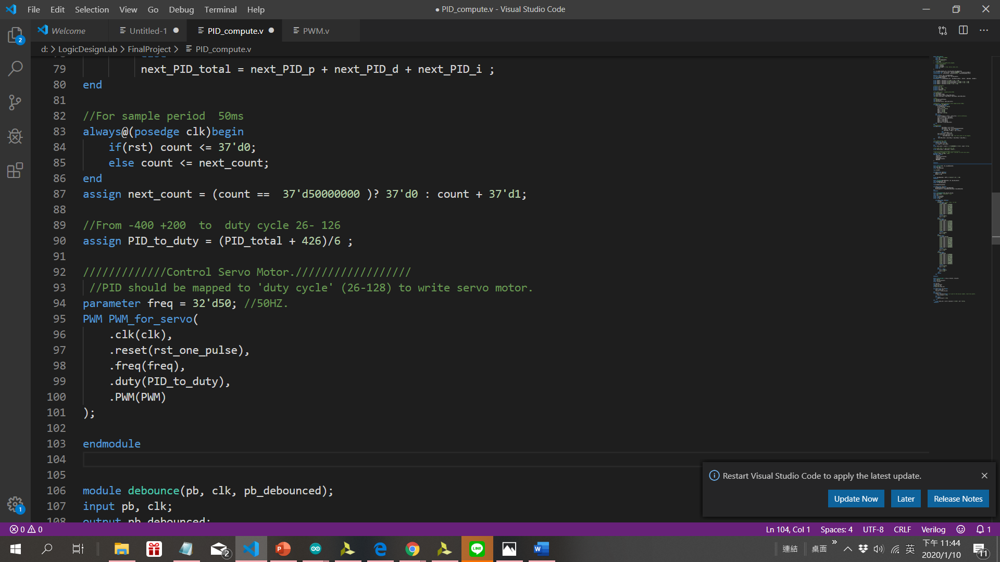 File Edit Selection View Go Debug Terminal Help
● PID_compute.v - Visual Studio Code
Welcome
Untitled-1
PID_compute.v
PWM.v
d: > LogicDesignLab > FinalProject > PID_compute.v
79 next_PID_total = next_PID_p + next_PID_d + next_PID_i ;
80 end
81
82 //For sample period  50ms
83 always@(posedge clk)begin
84 if(rst) count <= 37'd0;
85 else count <= next_count;
86 end
87 assign next_count = (count ==  37'd50000000 )? 37'd0 : count + 37'd1;
88
89 //From -400 +200  to  duty cycle 26- 126
90 assign PID_to_duty = (PID_total + 426)/6 ;
91
92 /////////////Control Servo Motor.//////////////////
93 //PID should be mapped to 'duty cycle' (26-128) to write servo motor.
94 parameter freq = 32'd50; //50HZ.
95 PWM PWM_for_servo(
96 .clk(clk),
97 .reset(rst_one_pulse),
98 .freq(freq),
99 .duty(PID_to_duty),
100 .PWM(PWM)
101 );
102
103 endmodule
104
105
106 module debounce(pb, clk, pb_debounced);
107 input pb, clk;
108 output pb_debounced;
2
1
Restart Visual Studio Code to apply the latest update.
Update Now
Later
Release Notes
0 0
Ln 104, Col 1
Spaces: 4
UTF-8
CRLF
Verilog
1
2
連結
桌面
英
下午 11:44
2020/1/10
11